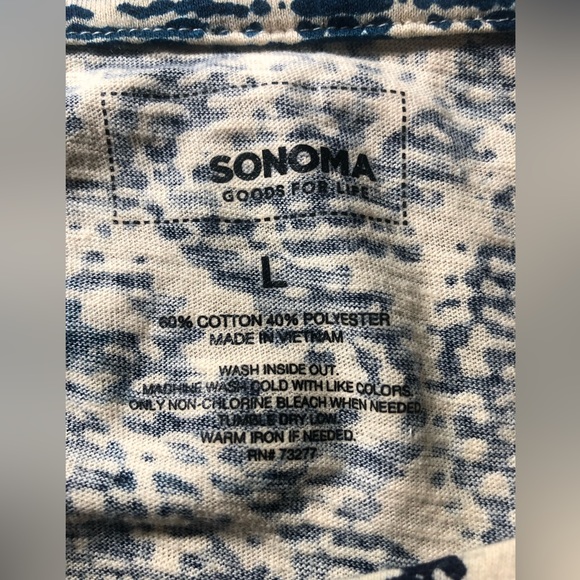 SONOMA
GOODS FOR LIFE
L
60% COTTON 40% POLYESTER
MADE IN VIETNAM
WASH INSIDE OUT.
MACHINE WASH COLD WITH LIKE COLORS.
ONLY NON-CHLORINE BLEACH WHEN NEEDED.
TUMBLE DRY LOW.
WARM IRON IF NEEDED.
RN# 73277